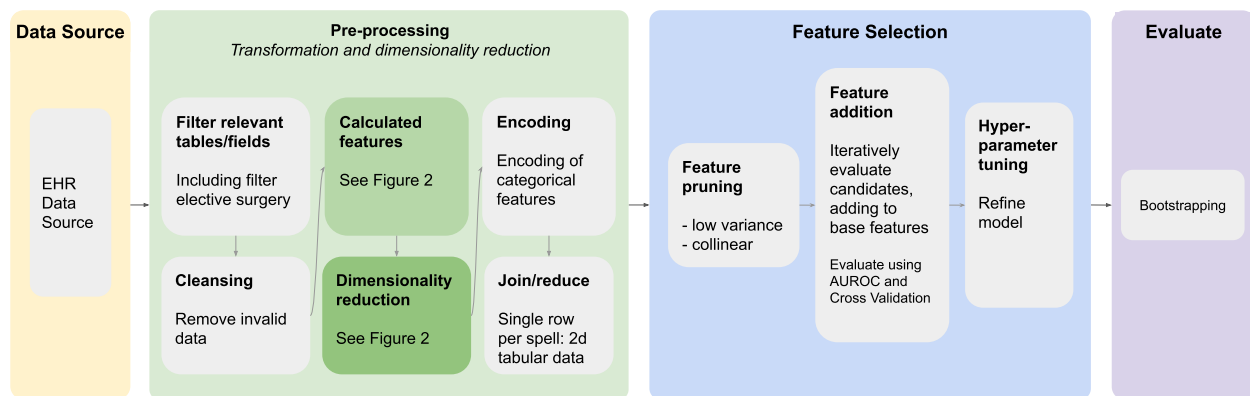 Data Source
EHR
Data
Source
Pre-processing
Transformation and dimensionality reduction
Filter relevant
tables/fields
Including filter
elective surgery
Cleansing
Remove invalid
data
Calculated
features
See Figure 2
Dimensionality
reduction
See Figure 2
Encoding
Encoding of
categorical
features
Join/reduce
Single row
per spell: 2d
tabular data
Feature Selection
Feature
pruning
- low variance
- collinear
Feature
addition
Iteratively
evaluate
candidates,
adding to
base features
Evaluate using
AUROC and
Cross Validation
Hyper-
parameter
tuning
Refine
model
Evaluate
Bootstrapping